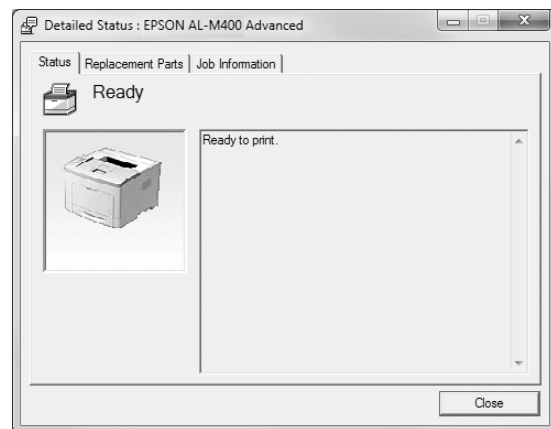 Detailed Status : EPSON AL-M400 Advanced
Status Replacement Parts Job Information
Ready
Ready to print.
Close